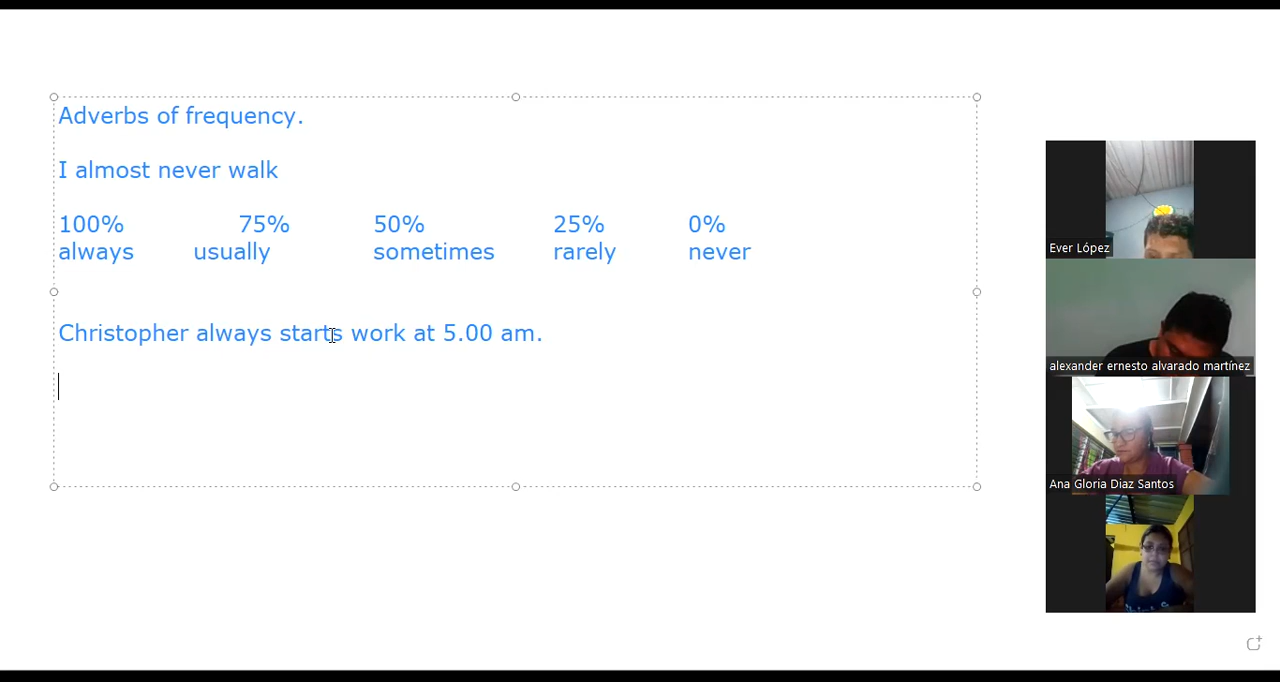 Adverbs of frequency.
I almost never walk
100% 75% 50% 25% 0%
always usually sometimes rarely never
Christopher always starts work at 5.00 am.
Ever López
alexander ernesto alvarado martínez
Ana Gloria Diaz Santos